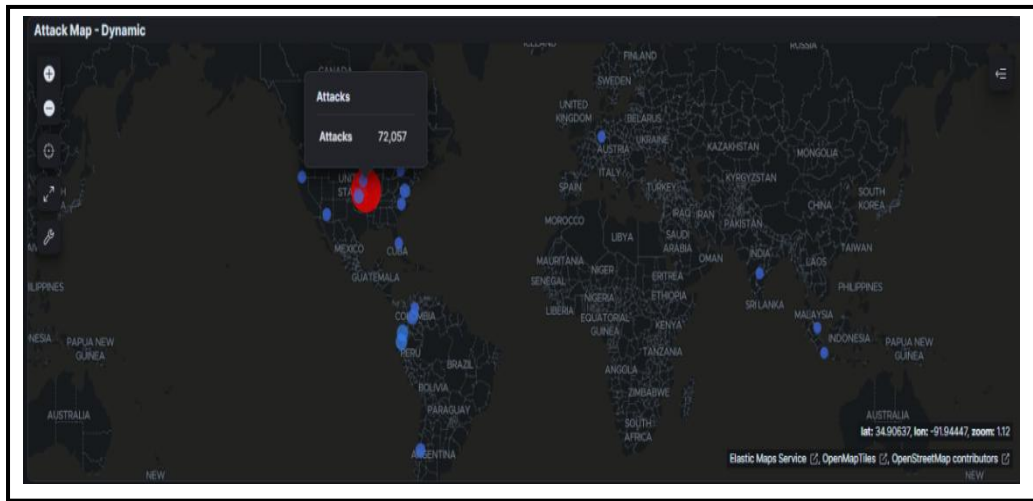 Attack Map - Dynamic
RUSSIA
FINLAND
CANADA
SWEDEN
Attacks
UNITED
KINGDOM
BELARUS
Attacks 72,057
UKRAINE
KAZAKHSTAN
AUSTRIA
MONGOLIA
ITALY
KYRGYZSTAN
SPAIN
TURKEY
CHINA
SOUTH
KOREA
MOROCCO
IRAQ
IRAN
PAKISTAN
LIBYA
SAUDI
ARABIA
MEXICO
CUBA
OMAN
INDIA
TAIWAN
MAURITANIA
LAOS
GUATEMALA
NIGER
ERITREA
SENEGAL
ILIPPINES
PHILIPPINES
NIGERIA
ETHIOPIA
SRI LANKA
LIBERIA
EQUATORIAL
GUINEA
MALAYSIA
KENYA
NESIA
PAPUA NEW
GUINEA
INDONESIA
PAPUA NEW
GUINEA
PERU
BRAZIL
TANZANIA
ANGOLA
BOLIVIA
ZIMBABWE
PARAGUAY
AUSTRALIA
AUSTRALIA
SOUTH
AFRICA
lat: 34.90637, lon: -91.94447, zoom: 1.12
Elastic Maps Service, OpenMapTiles, OpenStreetMap contributors
NEW
NEW